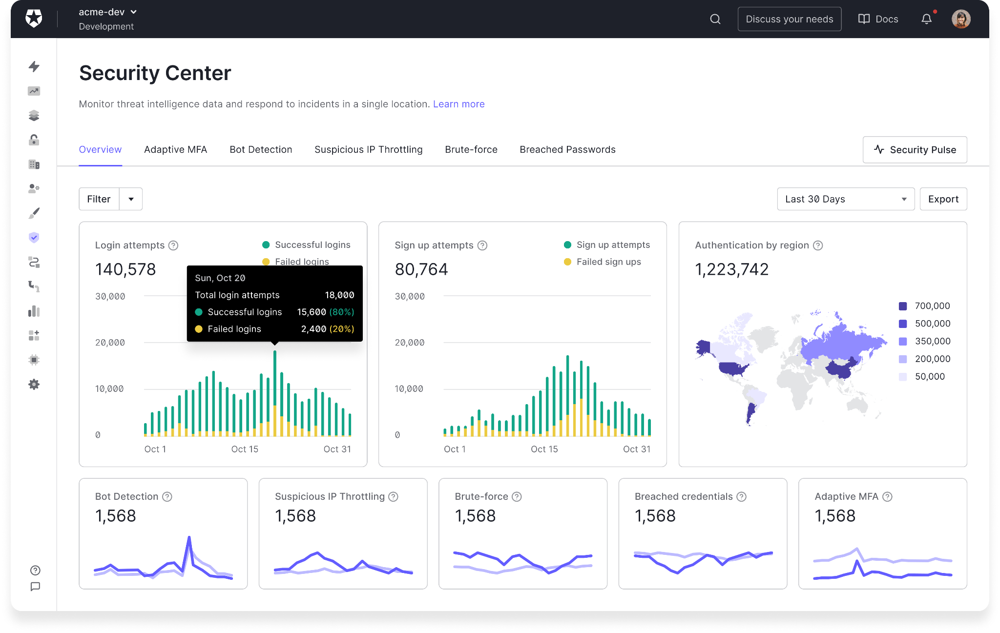 acme-dev
Development
Discuss your needs
Docs
Security Center
Monitor threat intelligence data and respond to incidents in a single location. Learn more
Overview
Adaptive MFA
Bot Detection
Suspicious IP Throttling
Brute-force
Breached Passwords
Security Pulse
Filter
Last 30 Days
Export
Login attempts
140,578
Successful logins
Failed logins
Sun, Oct 20
Total login attempts 18,000
Successful logins 15,600 (80%)
Failed logins 2,400 (20%)
30,000
20,000
10,000
0
Oct 1 Oct 15 Oct 31
Sign up attempts
80,764
Sign up attempts
Failed sign ups
30,000
20,000
10,000
0
Oct 1 Oct 15 Oct 31
Authentication by region
1,223,742
700,000
500,000
350,000
200,000
50,000
Bot Detection
1,568
Suspicious IP Throttling
1,568
Brute-force
1,568
Breached credentials
1,568
Adaptive MFA
1,568